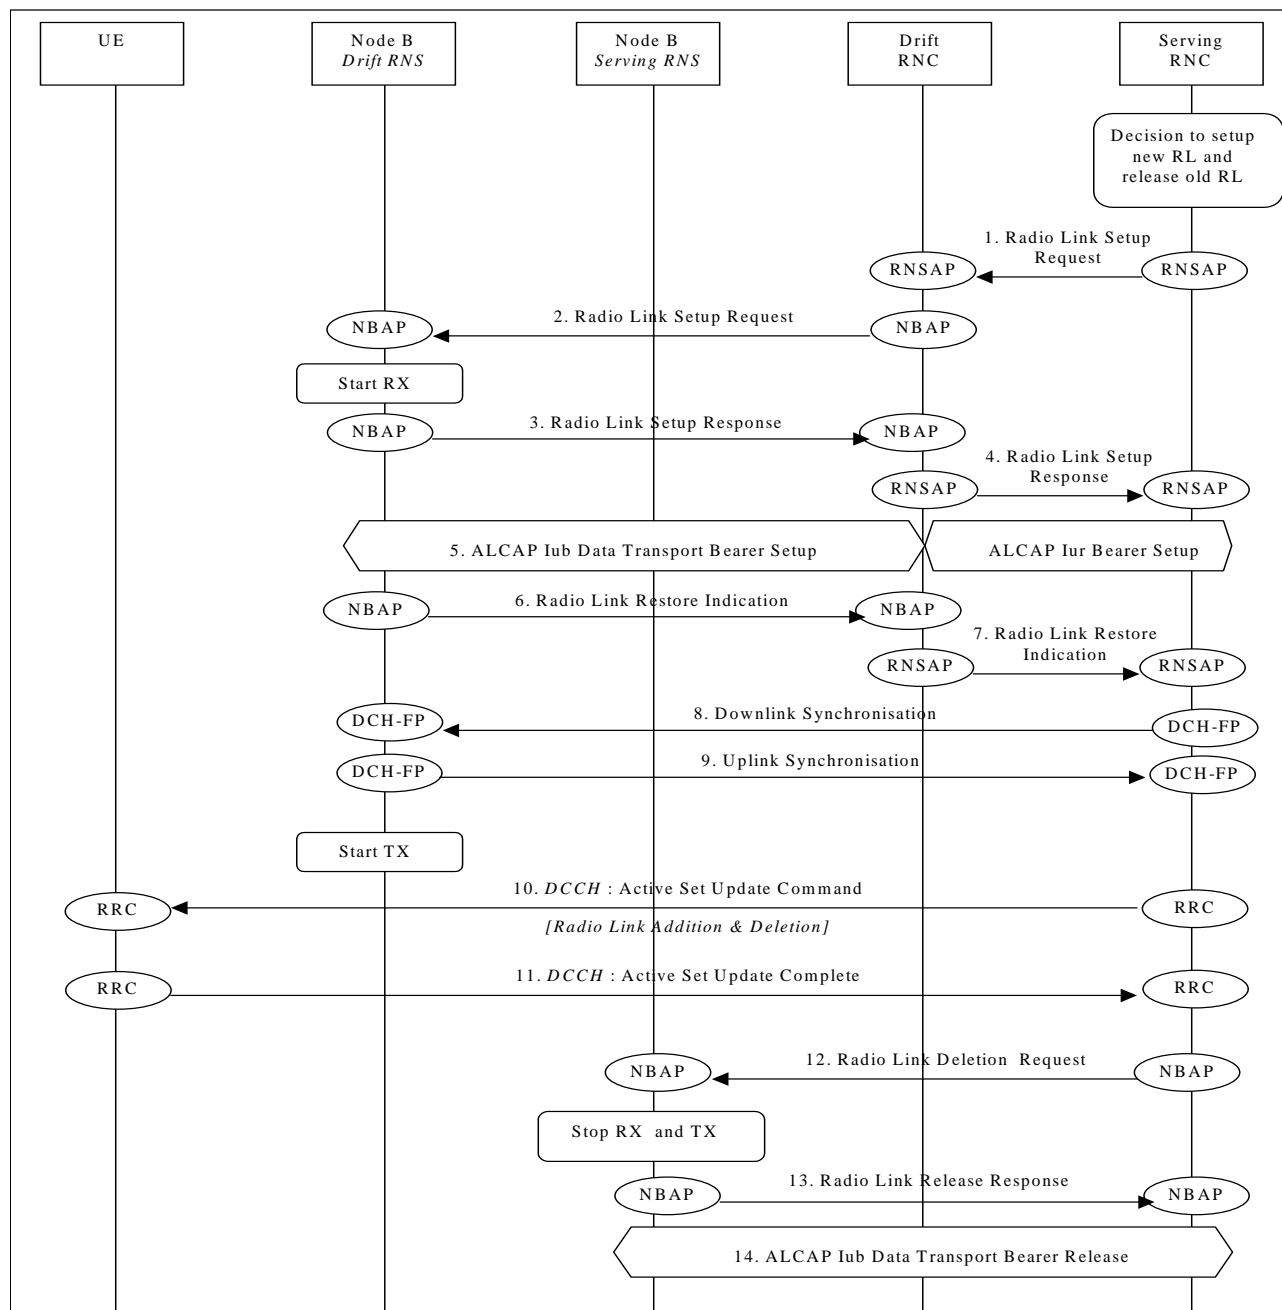 UE
Node B
Drift RNS
Node B
Serving RNS
Drift
RNC
Serving
RNC
Decision to setup
new RL and
release old RL
1. Radio Link Setup
Request
RNSAP
RNSAP
2. Radio Link Setup Request
NBAP
NBAP
Start RX
3. Radio Link Setup Response
NBAP
NBAP
4. Radio Link Setup
Response
RNSAP
RNSAP
5. ALCAP Iub Data Transport Bearer Setup
ALCAP Iur Bearer Setup
6. Radio Link Restore Indication
NBAP
NBAP
7. Radio Link Restore
Indication
RNSAP
RNSAP
8. Downlink Synchronisation
DCH-FP
DCH-FP
9. Uplink Synchronisation
DCH-FP
DCH-FP
Start TX
10. DCCH : Active Set Update Command
RRC
RRC
[Radio Link Addition & Deletion]
11. DCCH : Active Set Update Complete
RRC
RRC
12. Radio Link Deletion Request
NBAP
NBAP
Stop RX and TX
13. Radio Link Release Response
NBAP
NBAP
14. ALCAP Iub Data Transport Bearer Release